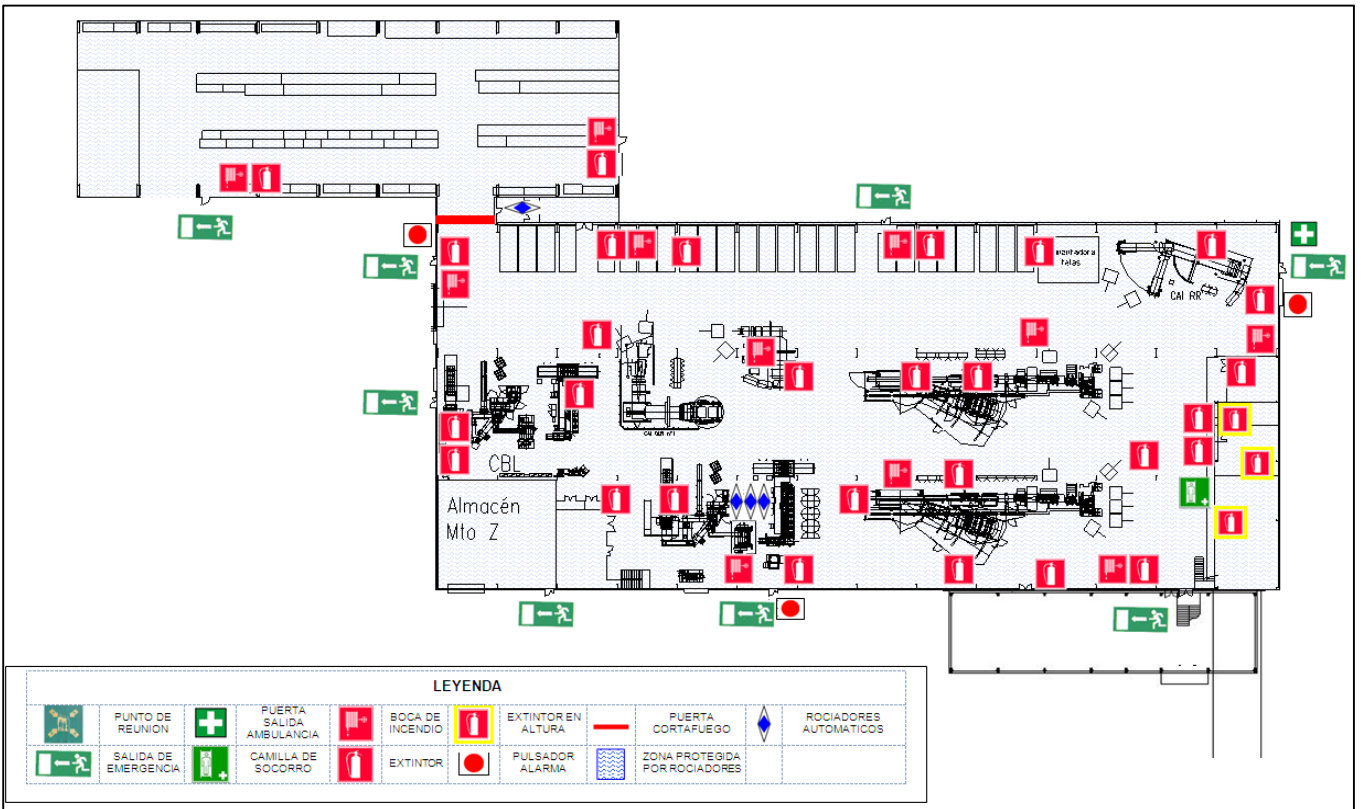 CAI RR
CBL
Almacén
Mto Z
LEYENDA
PUNTO DE
REUNION
PUERTA
SALIDA
AMBULANCIA
BOCA DE
INCENDIO
EXTINTOR EN
ALTURA
PUERTA
CORTAFUEGO
ROCIADORES
AUTOMATICOS
SALIDA DE
EMERGENCIA
CAMILLA DE
SOCORRO
EXTINTOR
PULSADOR
ALARMA
ZONA PROTEGIDA
POR ROCIADORES